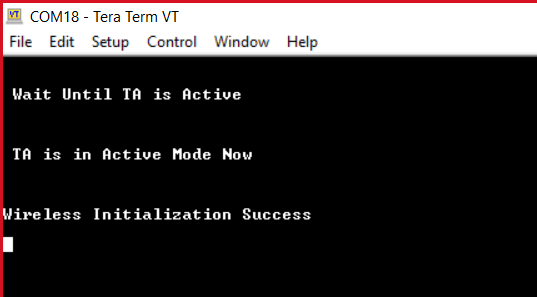 COM18 - Tera Term VT
File Edit Setup Control Window Help
Wait Until TA is Active
TA is in Active Mode Now
Wireless Initialization Success